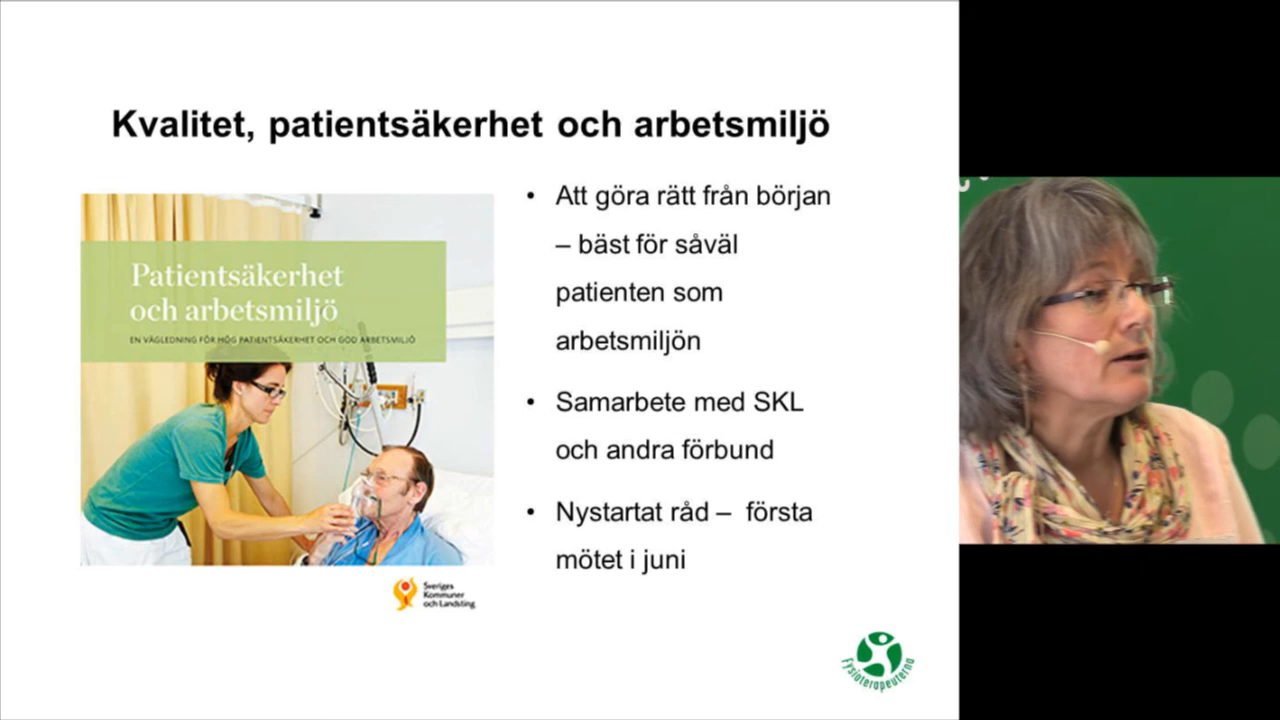 Kvalitet, patientsäkerhet och arbetsmiljö
Patientsäkerhet
och arbetsmiljö
EN VÄGLEDNING FÖR HÖG PATIENTSÄKERHET OCH GOD ARBETSMILJÖ
Sveriges
Kommuner
och Landsting
• Att göra rätt från början
– bäst för såväl
patienten som
arbetsmiljön
• Samarbete med SKL
och andra förbund
• Nystartat råd – första
mötet i juni
Fysioterapeuterna